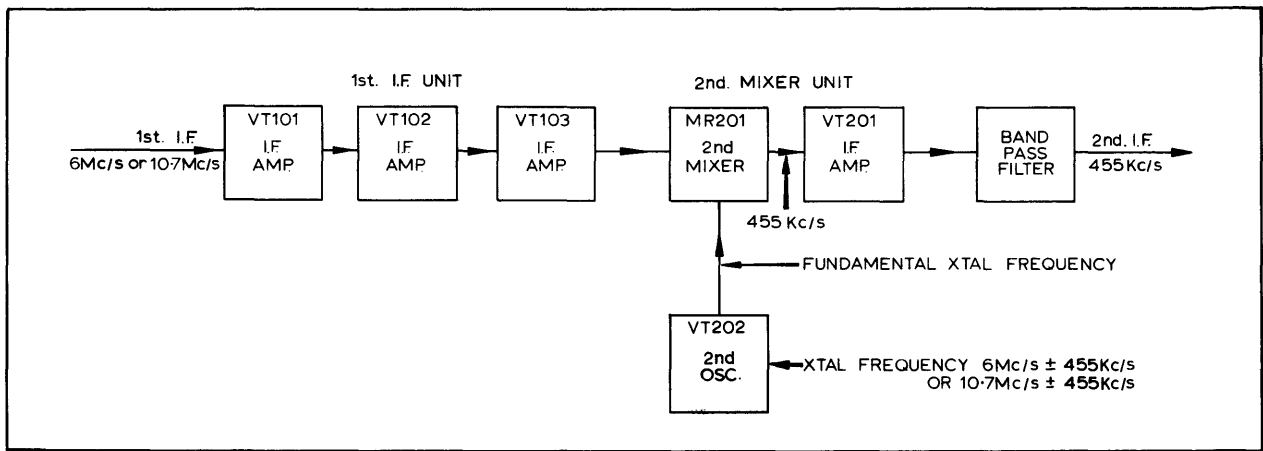 1st. I.F. UNIT
2nd. MIXER UNIT
1st. I.F.
6Mc/s or 10·7Mc/s
VT101
I.F.
AMP.
VT102
I.F.
AMP.
VT103
I.F.
AMP.
MR201
2nd
MIXER
455 Kc/s
VT201
I.F.
AMP.
BAND
PASS
FILTER
2nd. I.F.
455Kc/s
FUNDAMENTAL XTAL FREQUENCY
VT202
2nd
OSC.
XTAL FREQUENCY 6Mc/s ± 455Kc/s
OR 10·7Mc/s ± 455Kc/s